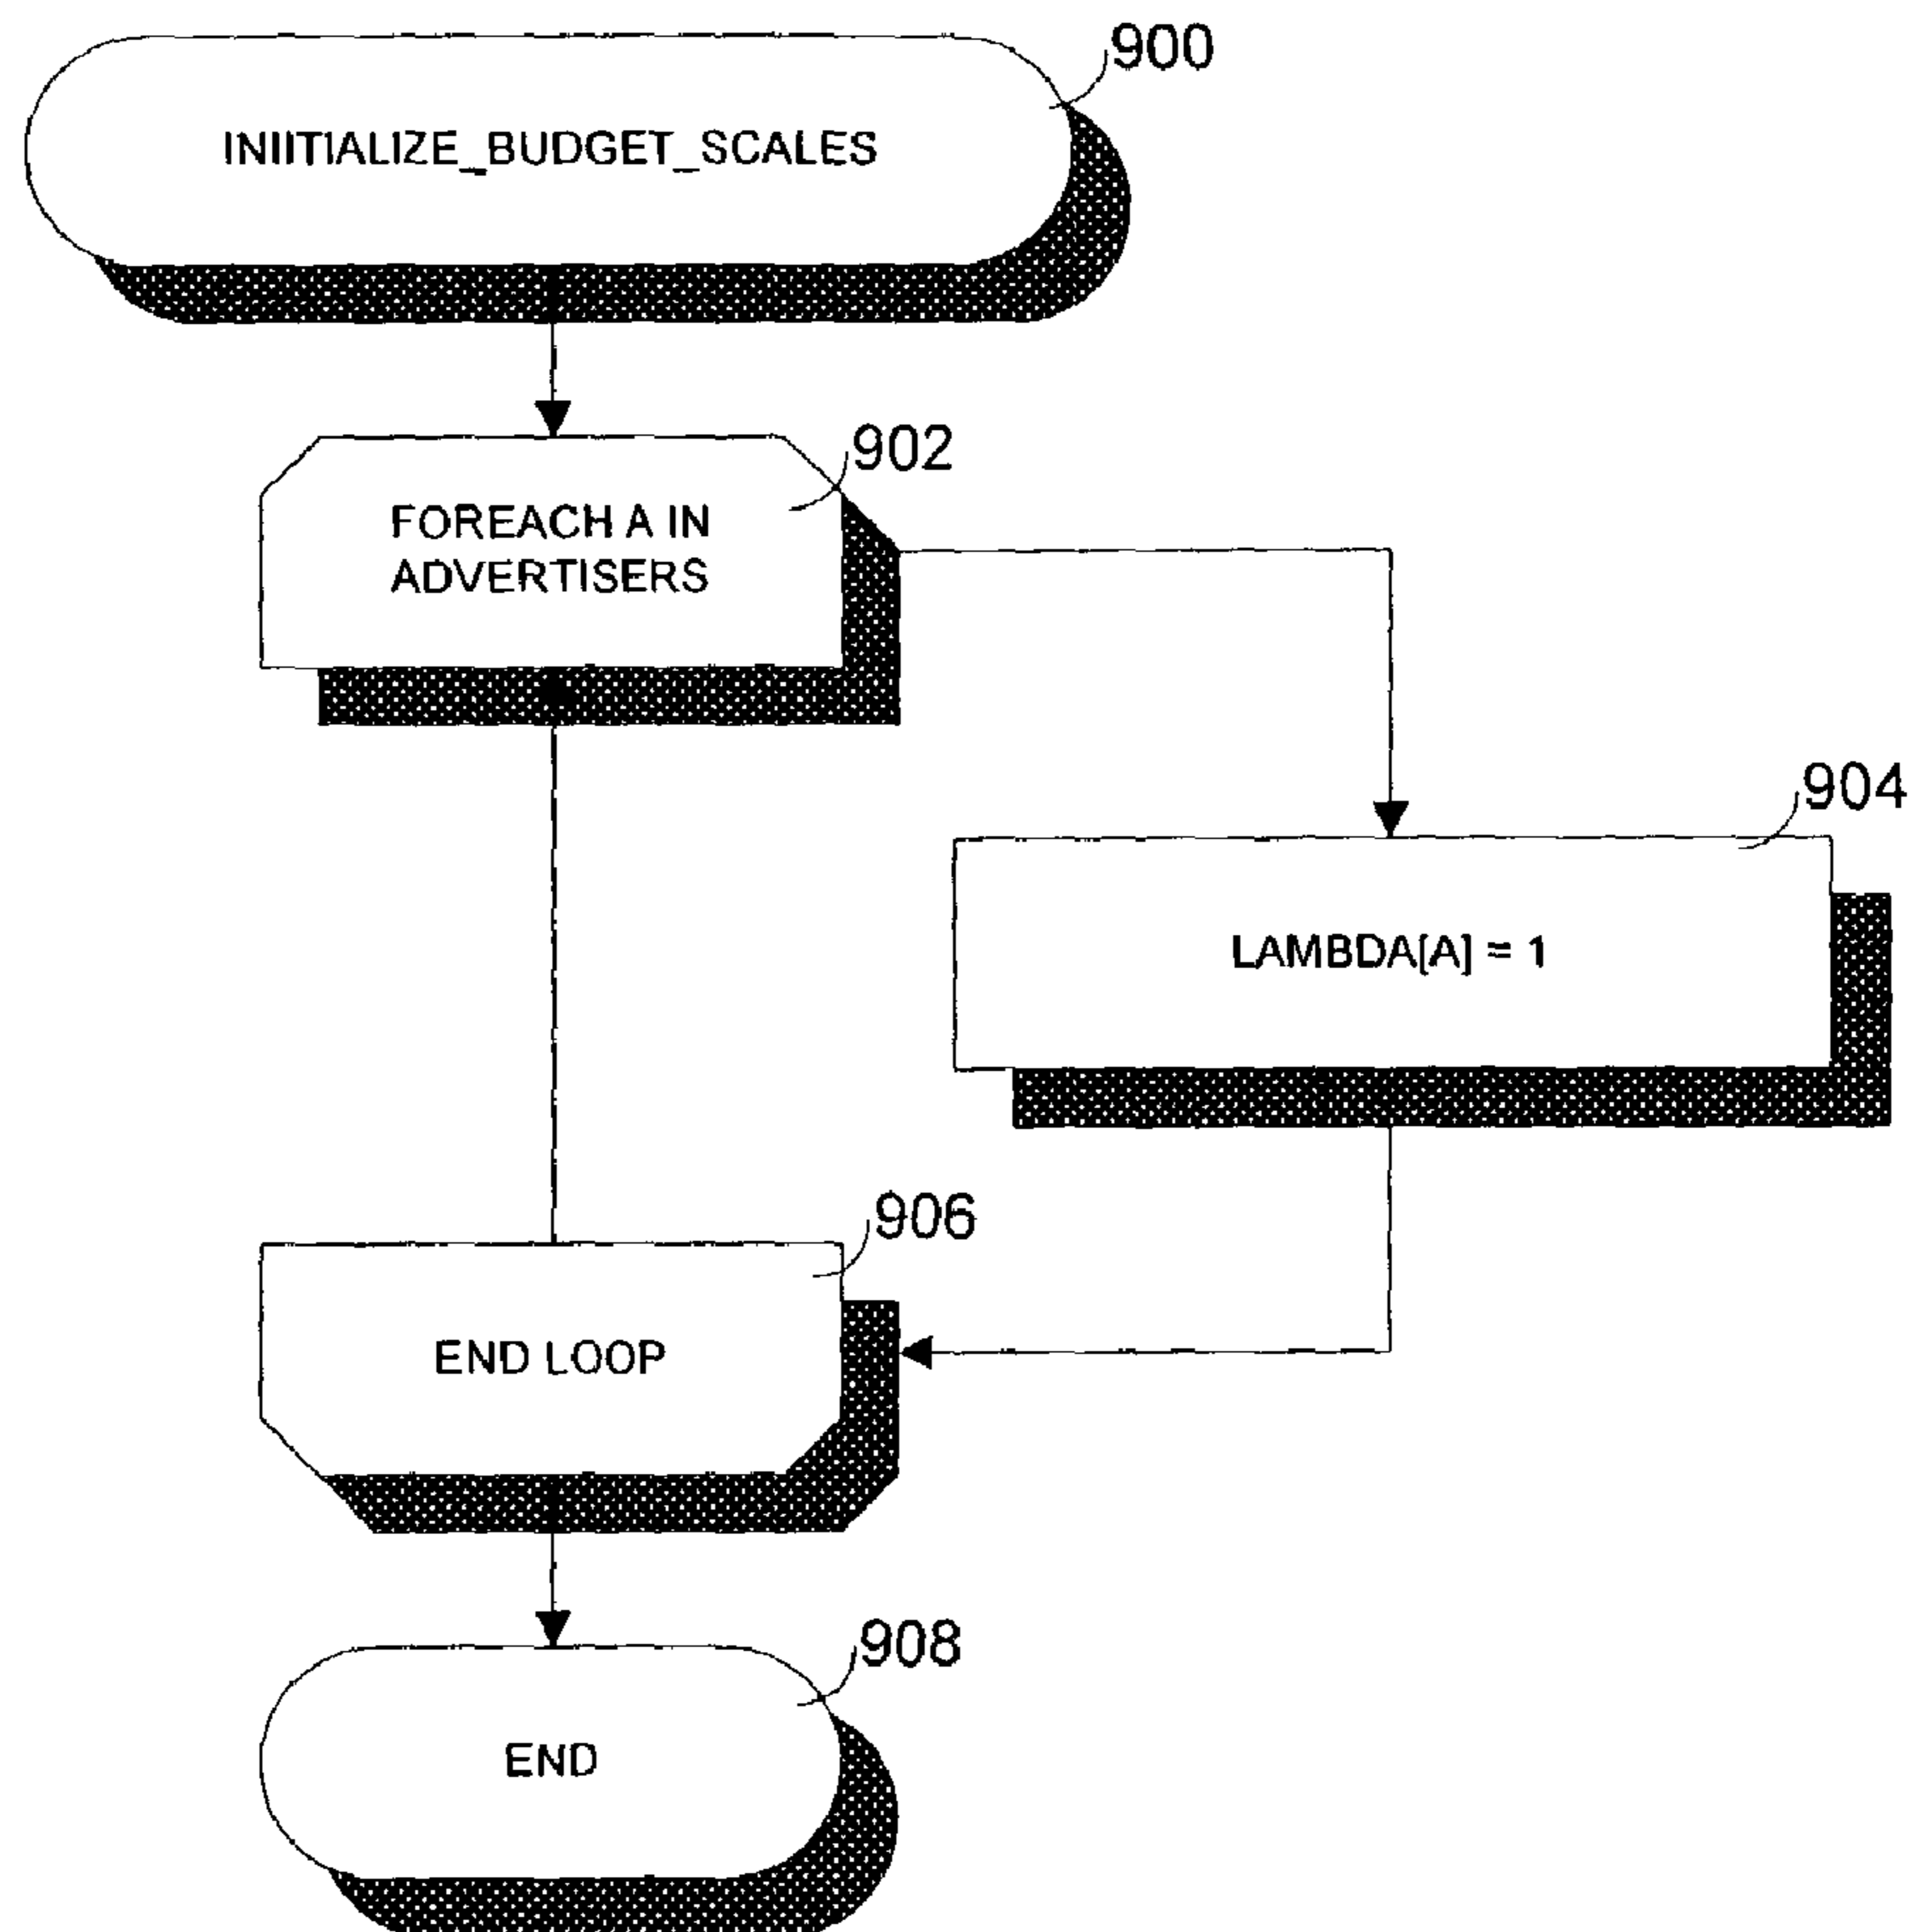 900
INIITIALIZE_BUDGET_SCALES
902
FOREACH A IN
ADVERTISERS
904
LAMBDA[A] = 1
906
END LOOP
908
END